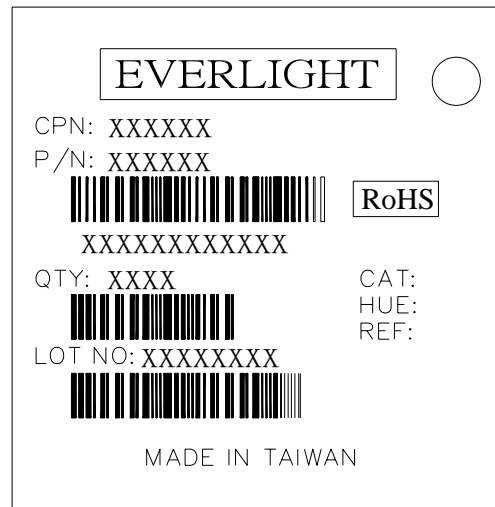 EVERLIGHT
CPN: XXXXXX
P/N: XXXXXX
RoHS
XXXXXXXXXXXX
QTY: XXXX
CAT:
HUE:
REF:
LOT NO: XXXXXXXX
MADE IN TAIWAN